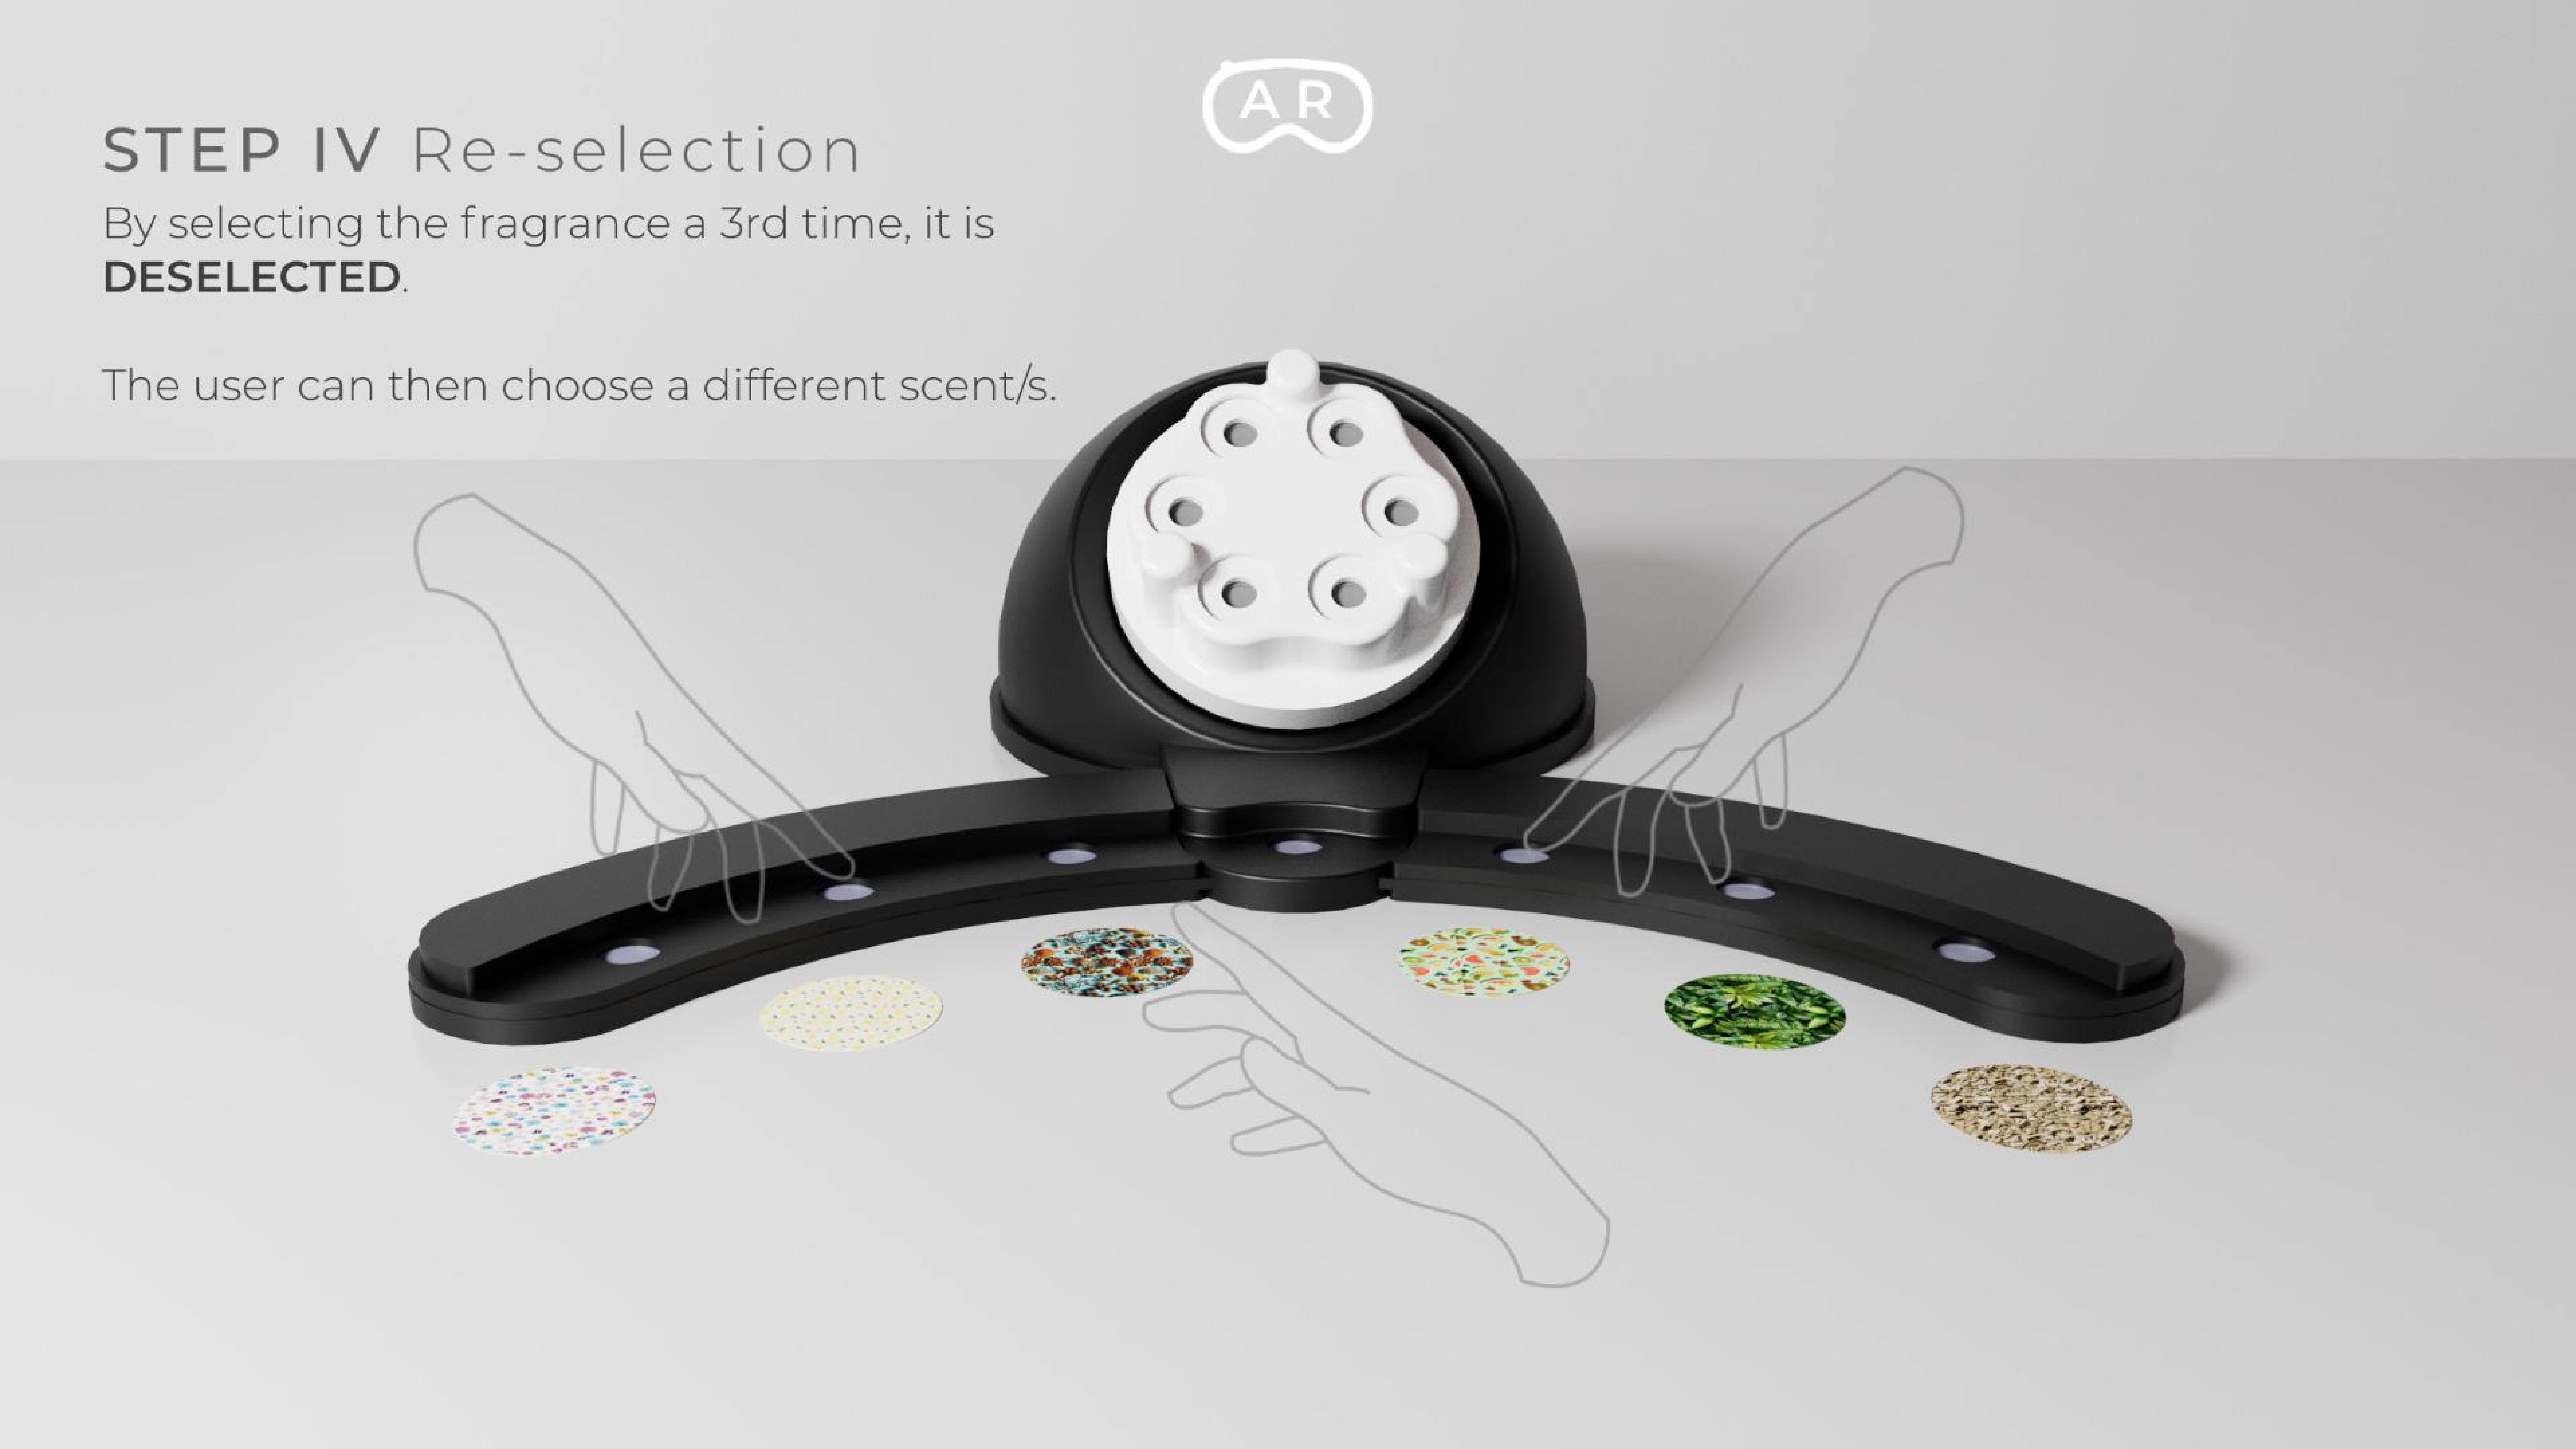 AR
STEP IV Re-selection
By selecting the fragrance a 3rd time, it is
DESELECTED.
The user can then choose a different scent/s.